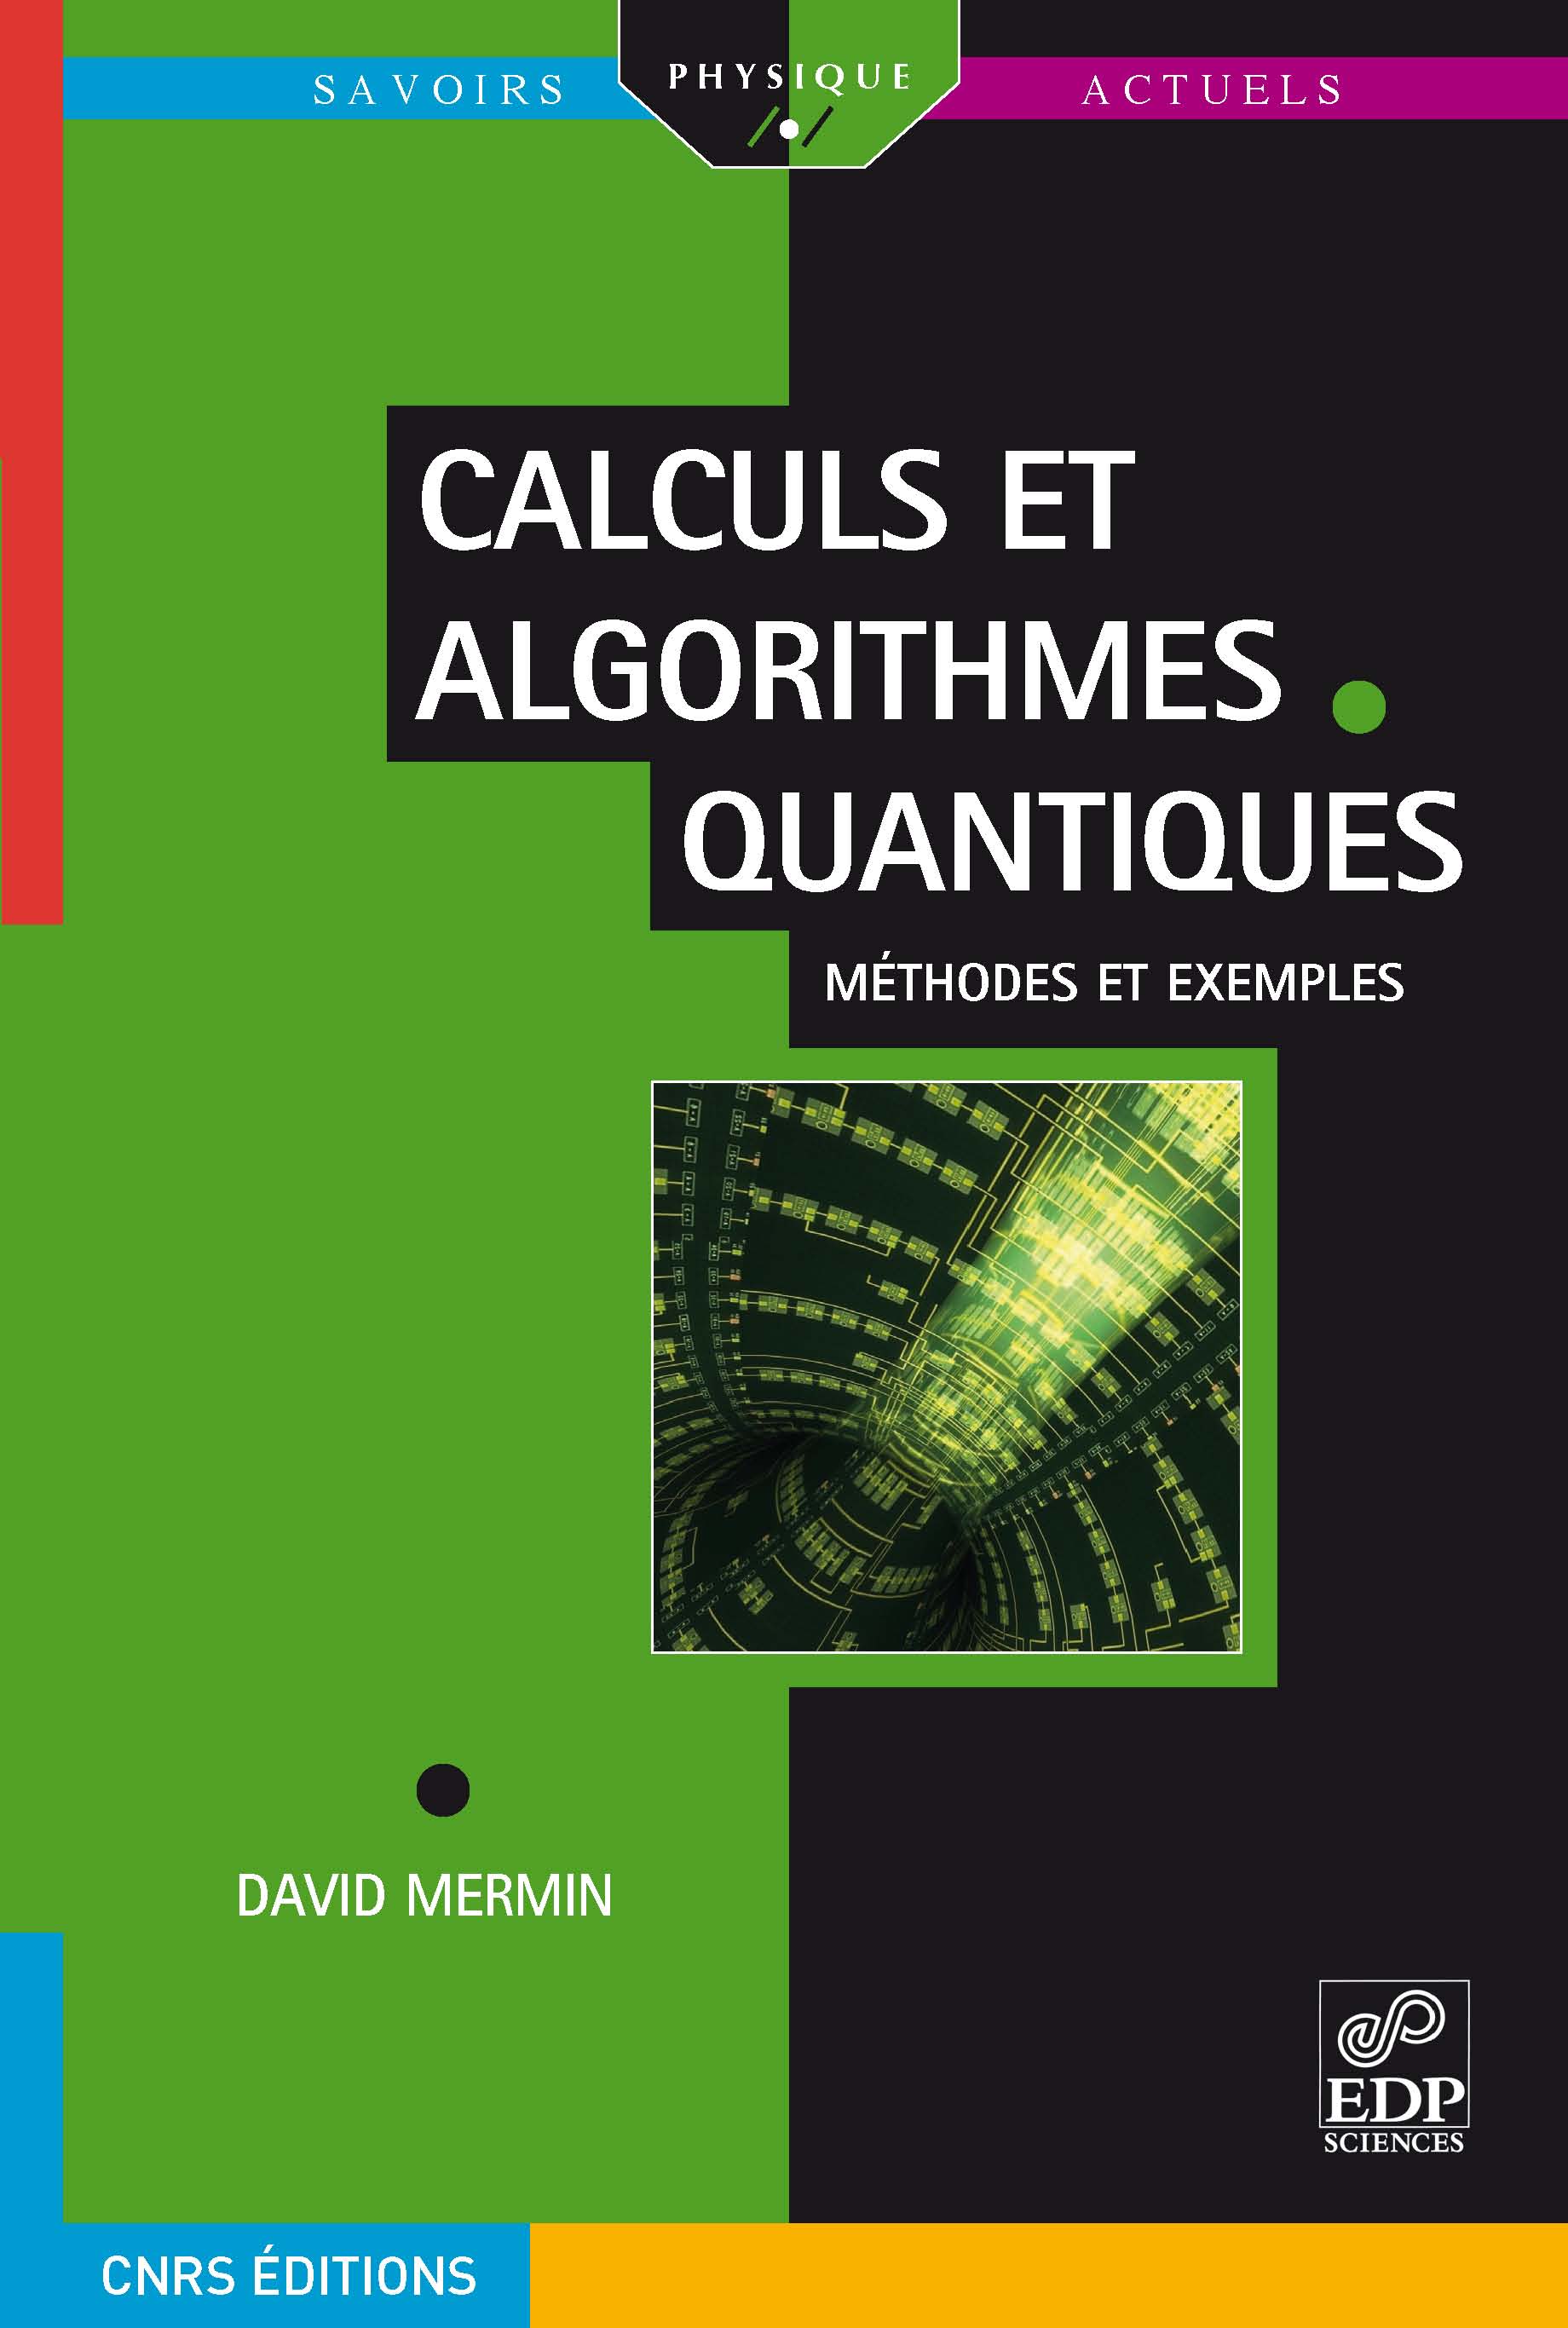 SAVOIRS
PHYSIQUE
ACTUELS
CALCULS ET
ALGORITHMES
QUANTIQUES
MÉTHODES ET EXEMPLES
DAVID MERMIN
EDP
SCIENCES
CNRS ÉDITIONS